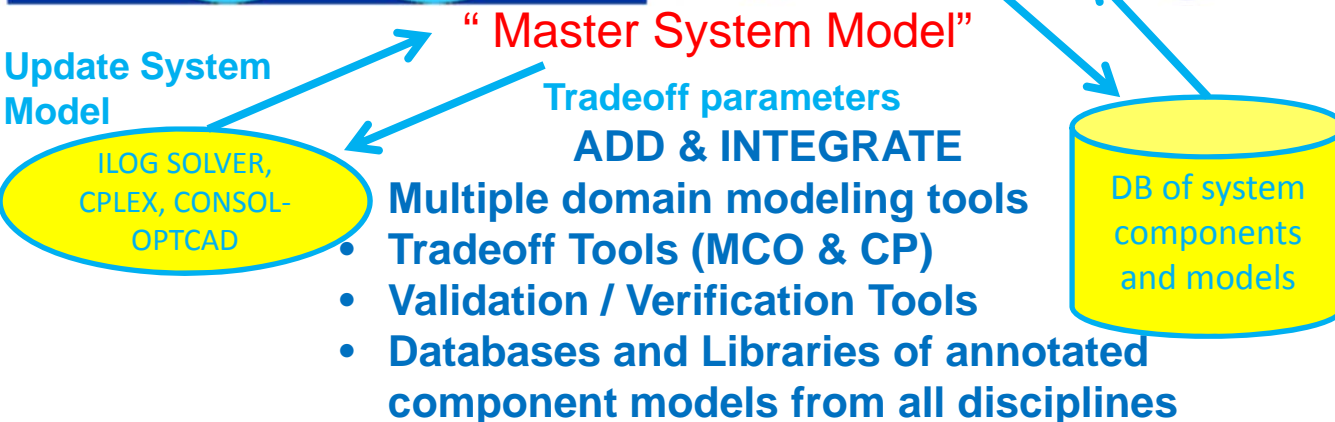 “ Master System Model”
Update System
Model
Tradeoff parameters
ADD & INTEGRATE
ILOG SOLVER,
CPLEX, CONSOL-
OPTCAD
Multiple domain modeling tools
• Tradeoff Tools (MCO & CP)
• Validation / Verification Tools
• Databases and Libraries of annotated
component models from all disciplines
DB of system
components
and models